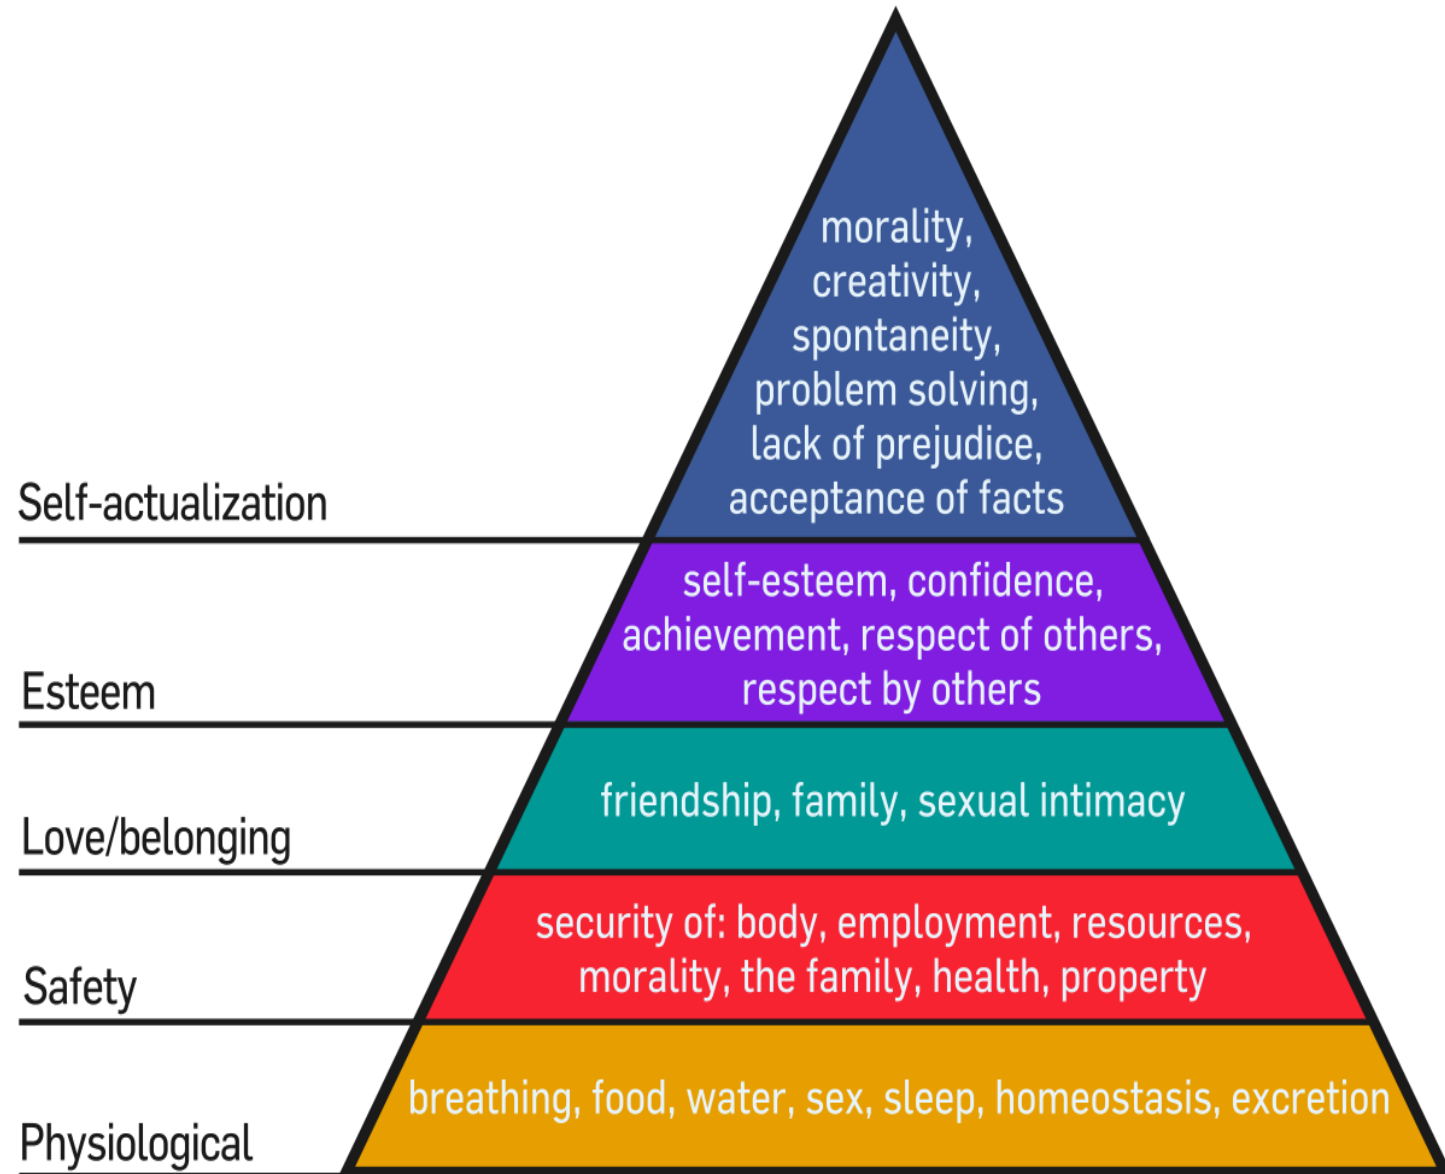 morality,
creativity,
spontaneity,
problem solving,
lack of prejudice,
acceptance of facts
Self-actualization
self-esteem, confidence,
achievement, respect of others,
respect by others
Esteem
friendship, family, sexual intimacy
Love/belonging
security of: body, employment, resources,
morality, the family, health, property
Safety
breathing, food, water, sex, sleep, homeostasis, excretion
Physiological